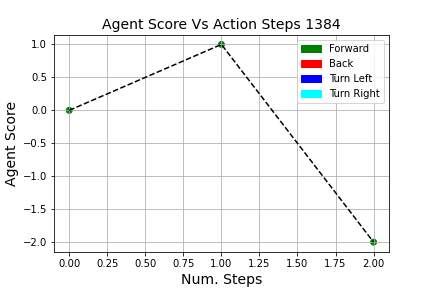 Agent Score Vs Action Steps 1384
Agent Score
1.0
0.5
0.0
−0.5
−1.0
−1.5
−2.0
Forward
Back
Turn Left
Turn Right
0.00 0.25 0.50 0.75 1.00 1.25 1.50 1.75 2.00
Num. Steps